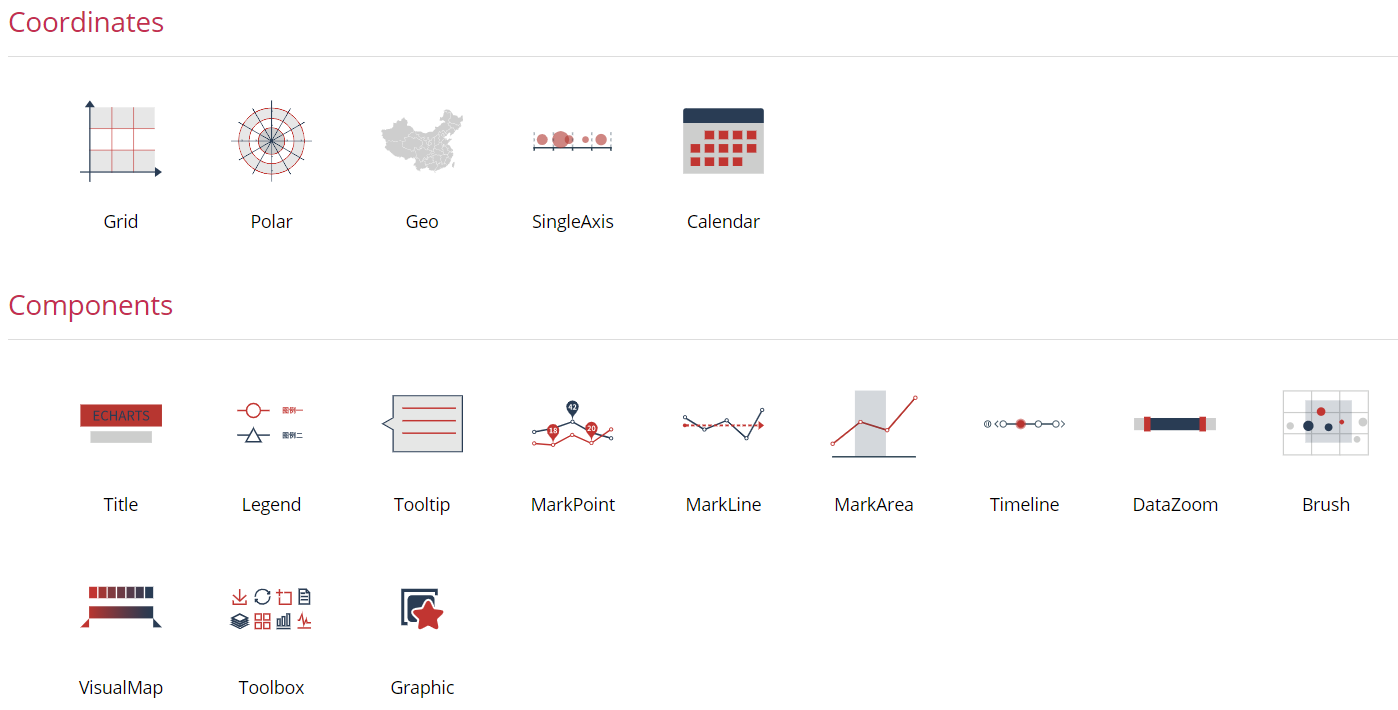 Coordinates
Grid
Polar
Geo
SingleAxis
Calendar
Components
ECHARTS
图例一
图例二
42
18
20
Title
Legend
Tooltip
MarkPoint
MarkLine
MarkArea
Timeline
DataZoom
Brush
VisualMap
Toolbox
Graphic